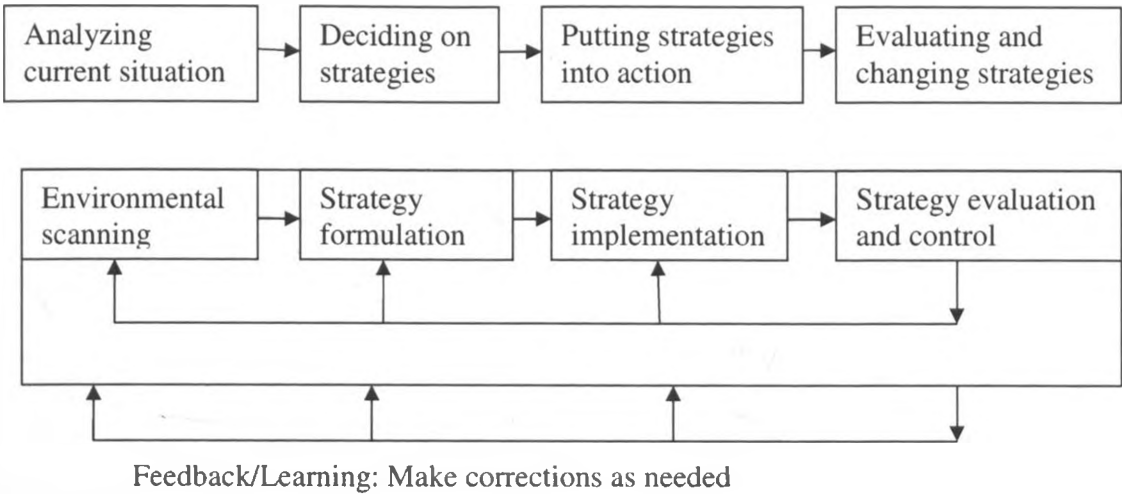 Analyzing
current situation
Deciding on
strategies
Putting strategies
into action
Evaluating and
changing strategies
Environmental
scanning
Strategy
formulation
Strategy
implementation
Strategy evaluation
and control
Feedback/Learning: Make corrections as needed